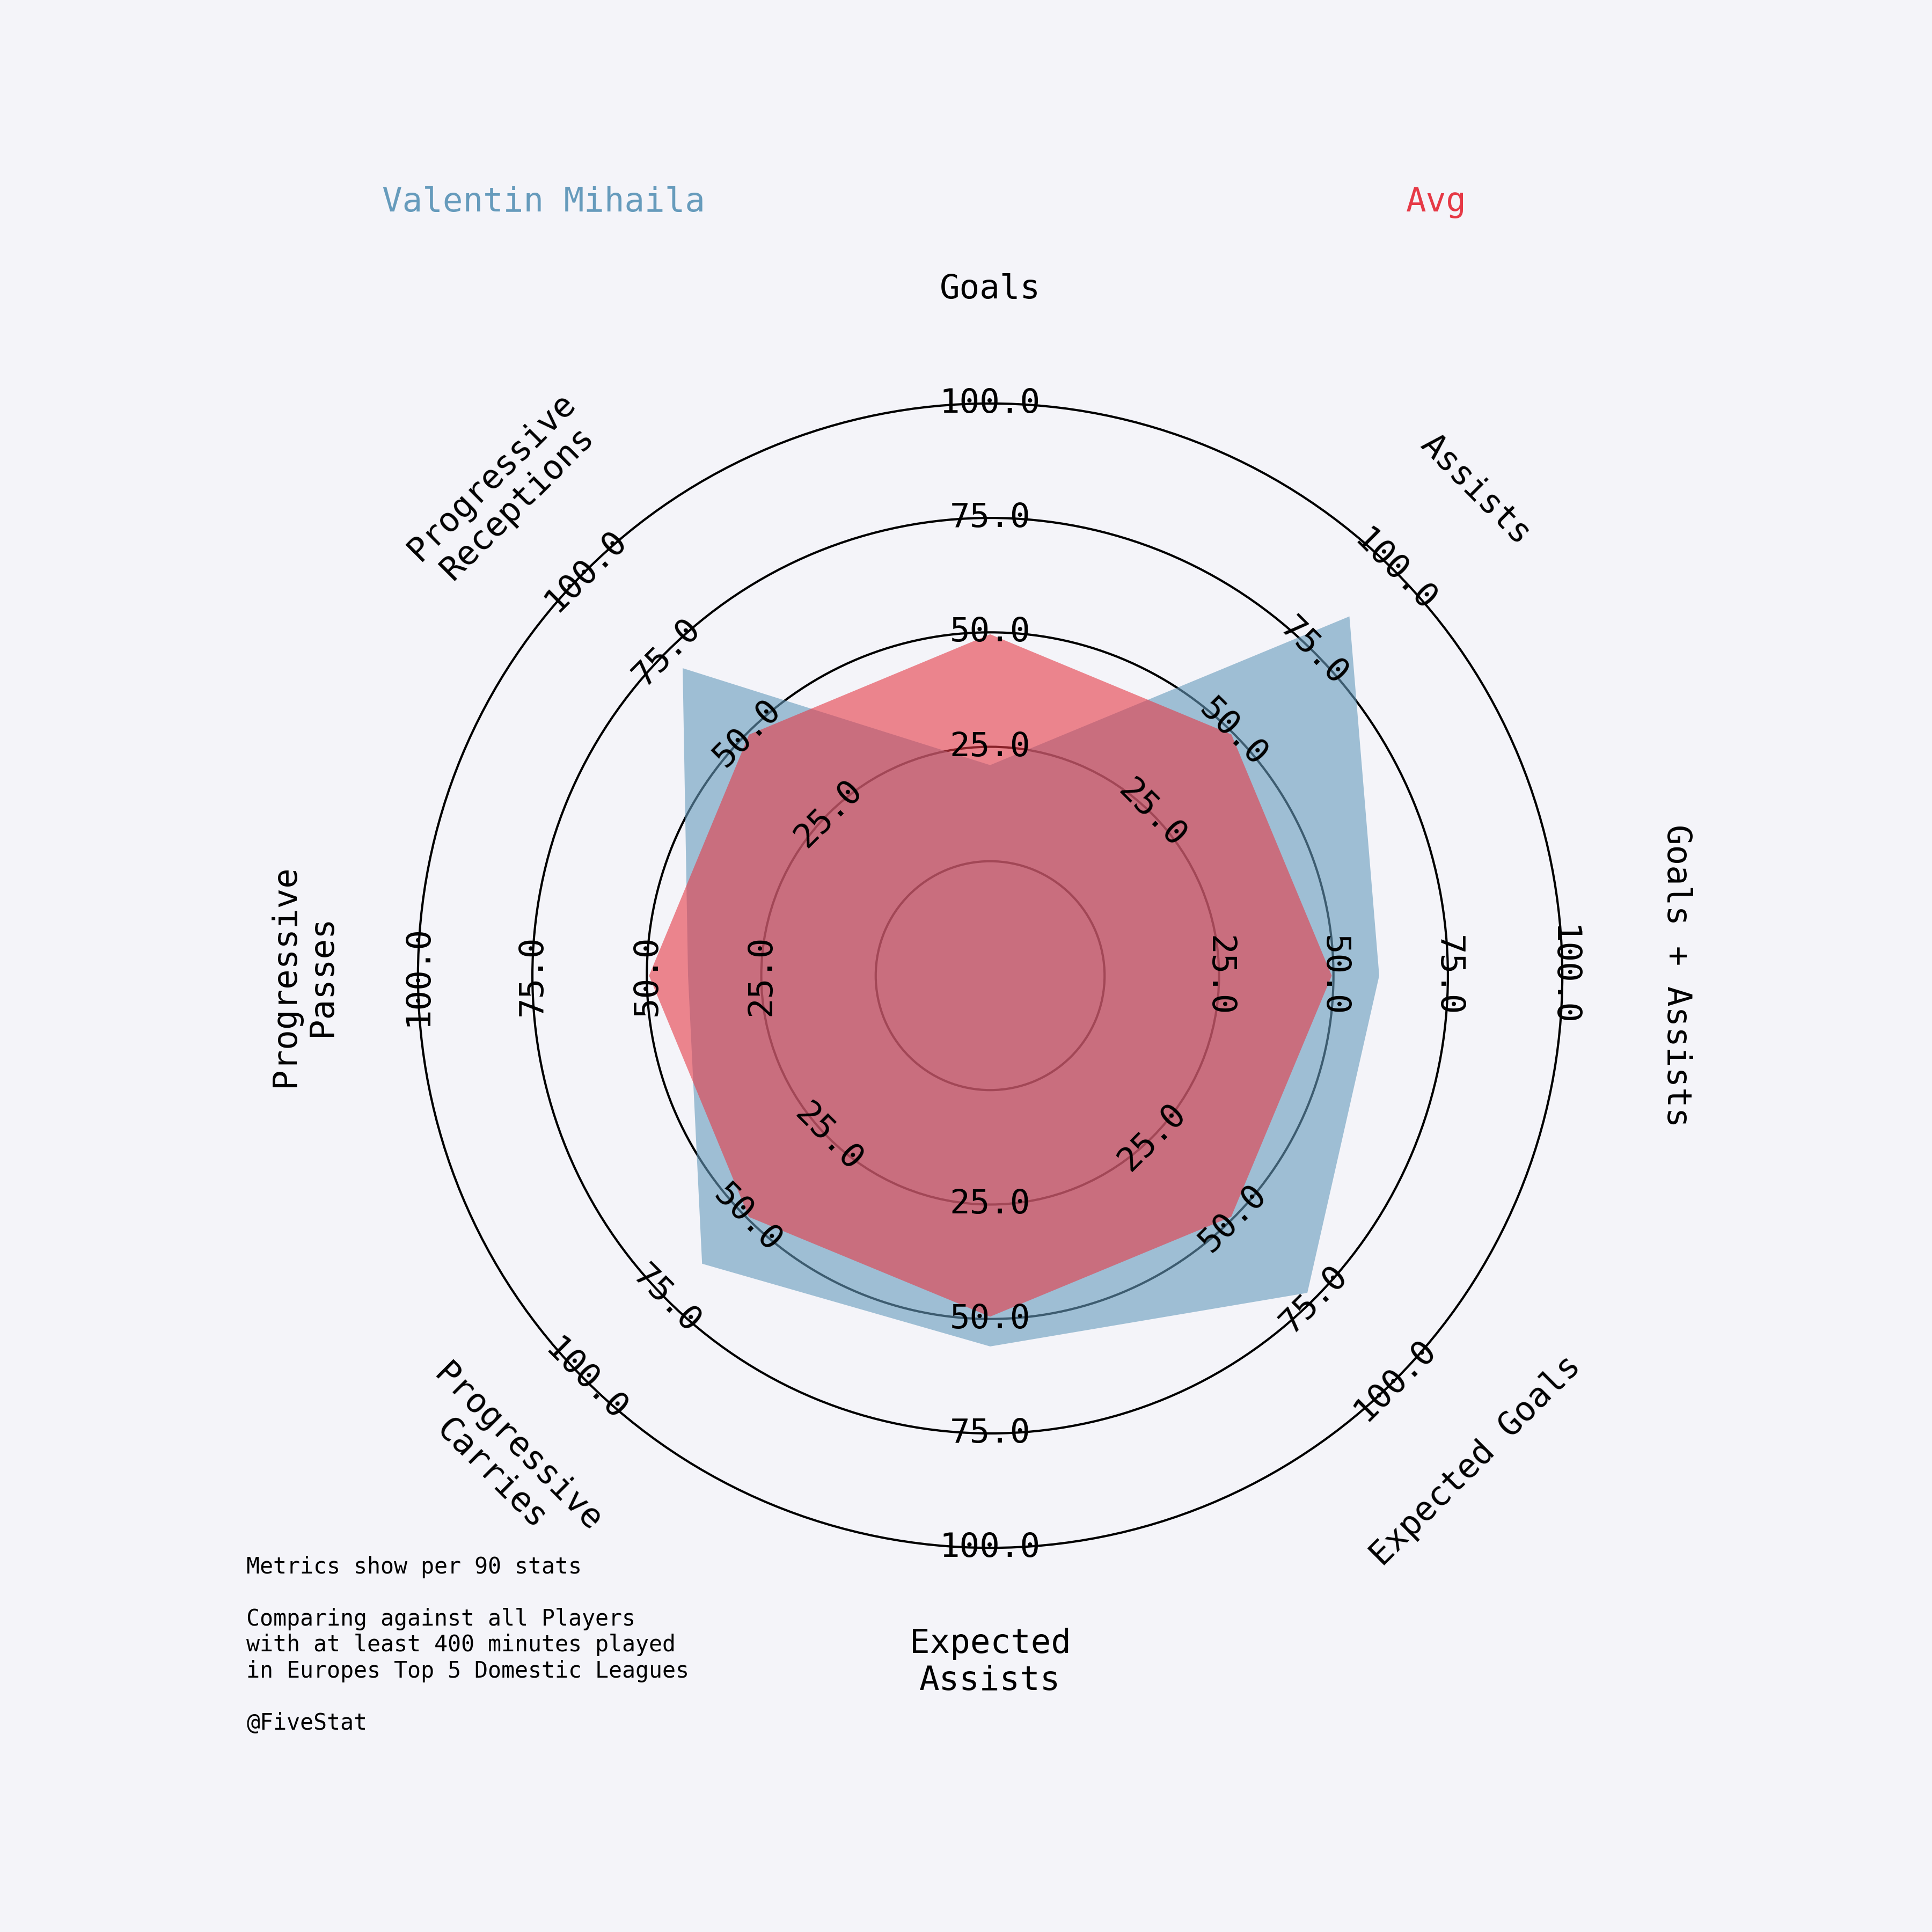 Valentin Mihaila
Avg
Goals
Assists
Goals + Assists
Expected Goals
Expected
Assists
Progressive
Carries
Progressive
Passes
Progressive
Receptions
25.0
50.0
75.0
100.0
25.0
50.0
75.0
100.0
25.0
50.0
75.0
100.0
25.0
50.0
75.0
100.0
25.0
50.0
75.0
100.0
25.0
50.0
75.0
100.0
25.0
50.0
75.0
100.0
25.0
50.0
75.0
100.0
Metrics show per 90 stats
Comparing against all Players
with at least 400 minutes played
in Europes Top 5 Domestic Leagues
@FiveStat